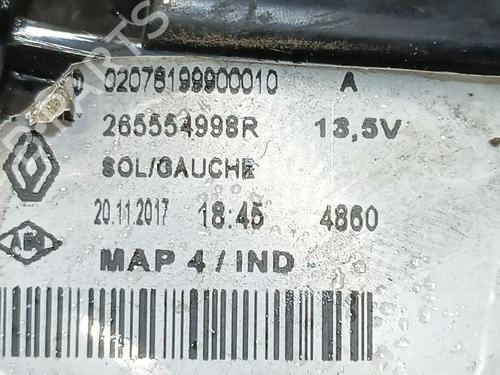 02078199900010 A
265554998R 13,5V
SOL/GAUCHE
20.11.2017 18:45 4860
MAP 4 / IND